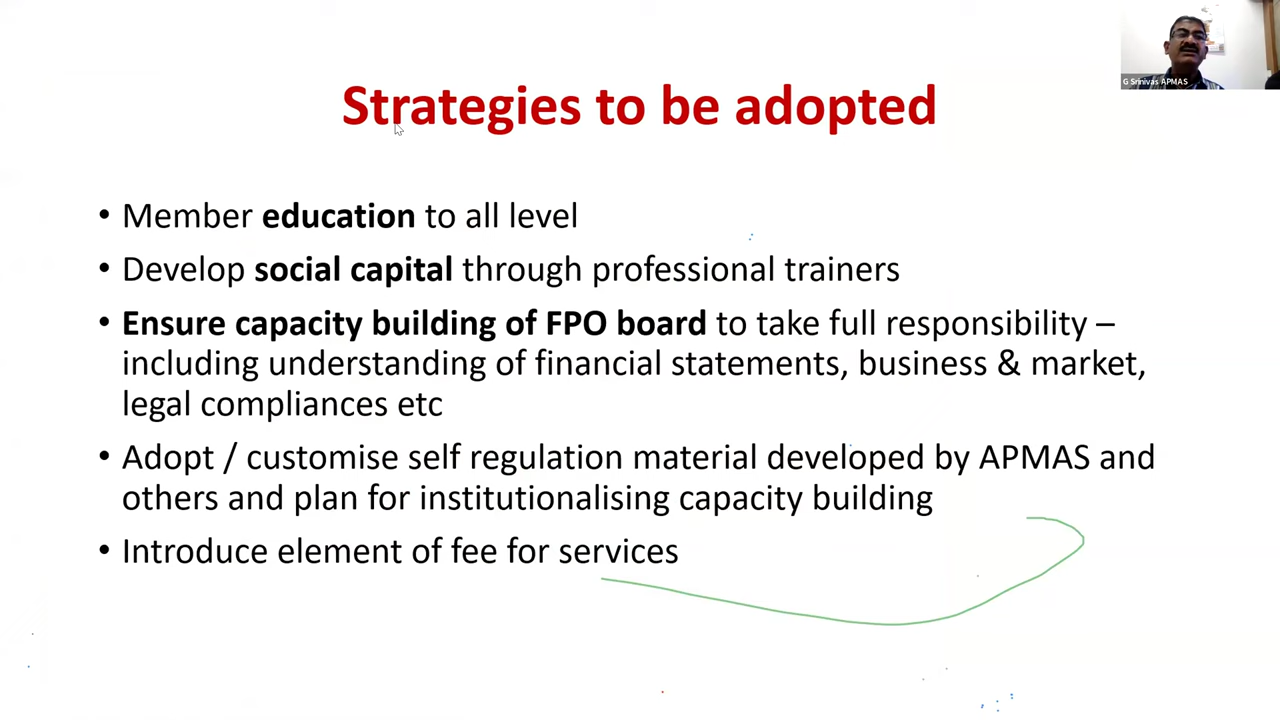 G Srinivas APMAS
Strategies to be adopted
• Member education to all level
• Develop social capital through professional trainers
• Ensure capacity building of FPO board to take full responsibility –
including understanding of financial statements, business & market,
legal compliances etc
• Adopt / customise self regulation material developed by APMAS and
others and plan for institutionalising capacity building
• Introduce element of fee for services